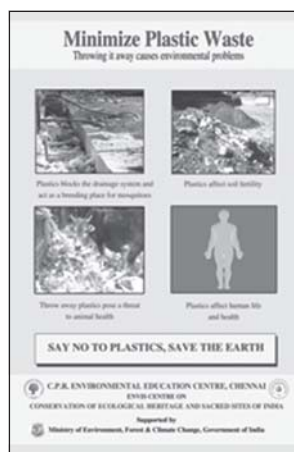 Minimize Plastic Waste
Throwing it away causes environmental problems
Plastics blocks the drainage system and
act as a breeding place for mosquitoes
Plastics affect soil fertility
Throw away plastics pose a threat
to animal health
Plastics affect human life
and health
SAY NO TO PLASTICS, SAVE THE EARTH
C.P.R. ENVIRONMENTAL EDUCATION CENTRE, CHENNAI
ENVIS CENTRE ON
CONSERVATION OF ECOLOGICAL HERITAGE AND SACRED SITES OF INDIA
Supported by
Ministry of Environment, Forest & Climate Change, Government of India